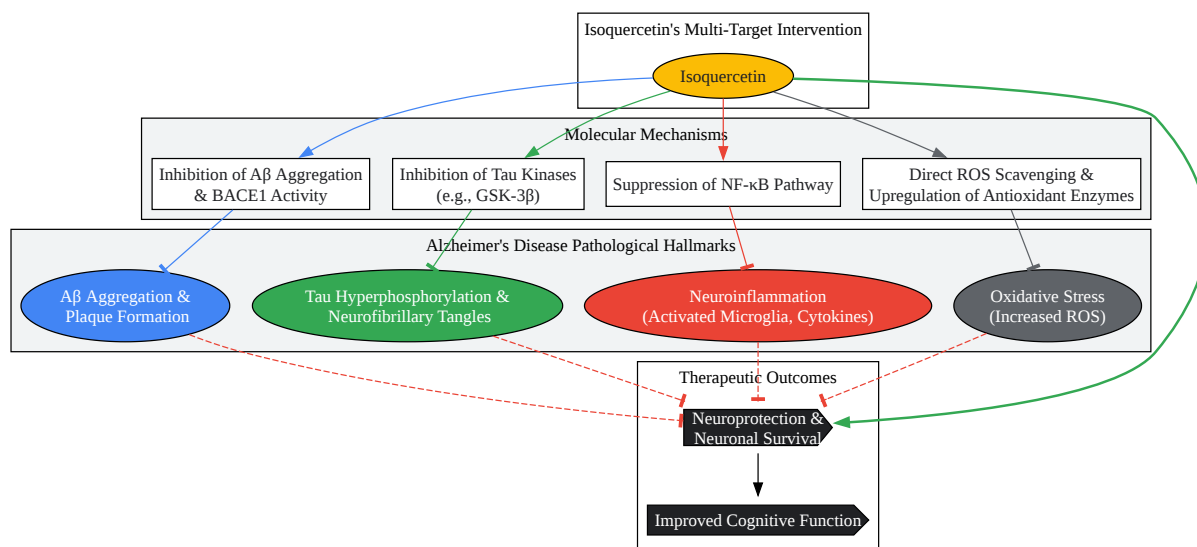 Isoquercetin's Multi-Target Intervention
Isoquercetin
Molecular Mechanisms
Inhibition of Aβ Aggregation
& BACE1 Activity
Inhibition of Tau Kinases
(e.g., GSK-3β)
Suppression of NF-κB Pathway
Direct ROS Scavenging &
Upregulation of Antioxidant Enzymes
Alzheimer's Disease Pathological Hallmarks
Aβ Aggregation &
Plaque Formation
Tau Hyperphosphorylation &
Neurofibrillary Tangles
Neuroinflammation
(Activated Microglia, Cytokines)
Oxidative Stress
(Increased ROS)
Therapeutic Outcomes
Neuroprotection &
Neuronal Survival
Improved Cognitive Function